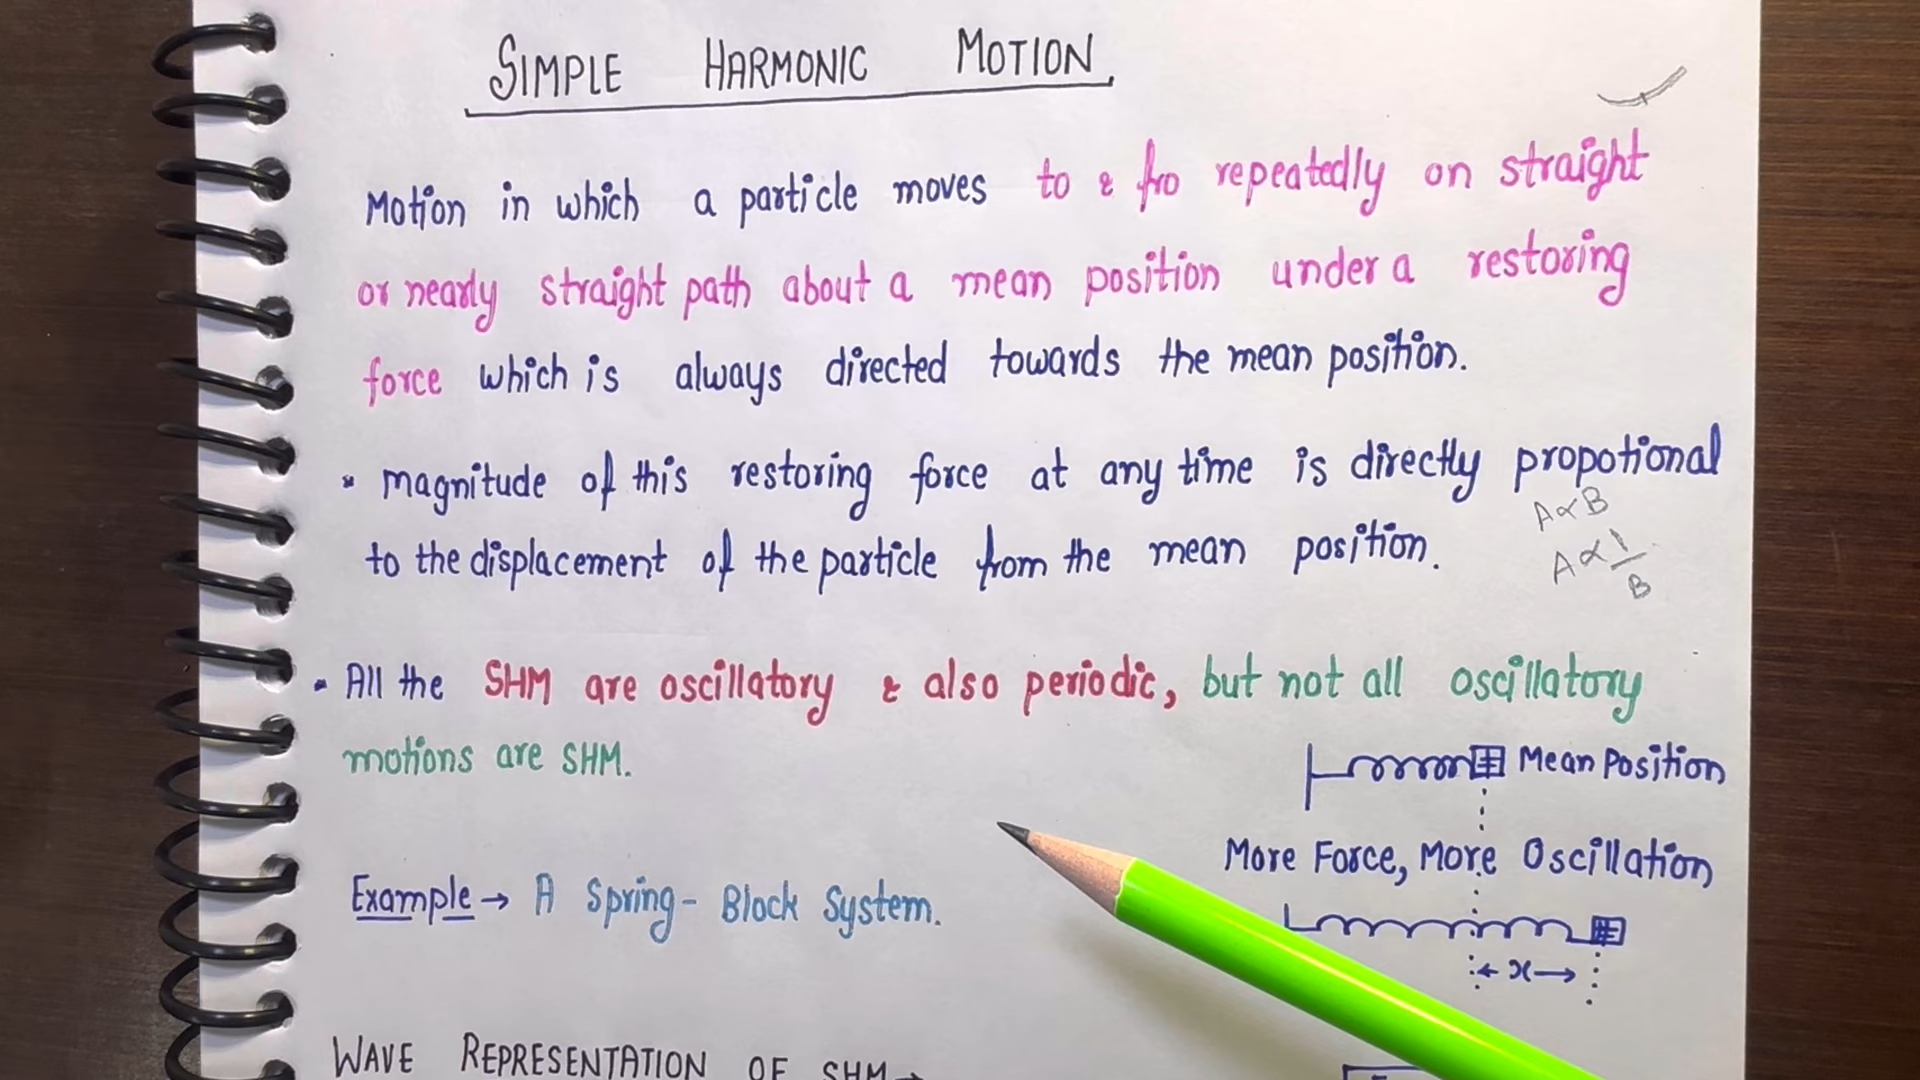 SIMPLE HARMONIC MOTION
Motion in which a particle moves to & fro repeatedly on straight
or nearly straight path about a mean position under a restoring
force which is always directed towards the mean position.
• magnitude of this restoring force at any time is directly propotional
A∝B
to the displacement of the particle from the mean position.
A∝1/B
• All the SHM are oscillatory & also periodic, but not all oscillatory
motions are SHM.
Mean Position
More Force, More Oscillation
Example → A Spring-Block System.
← x →
WAVE REPRESENTATION OF SHM →